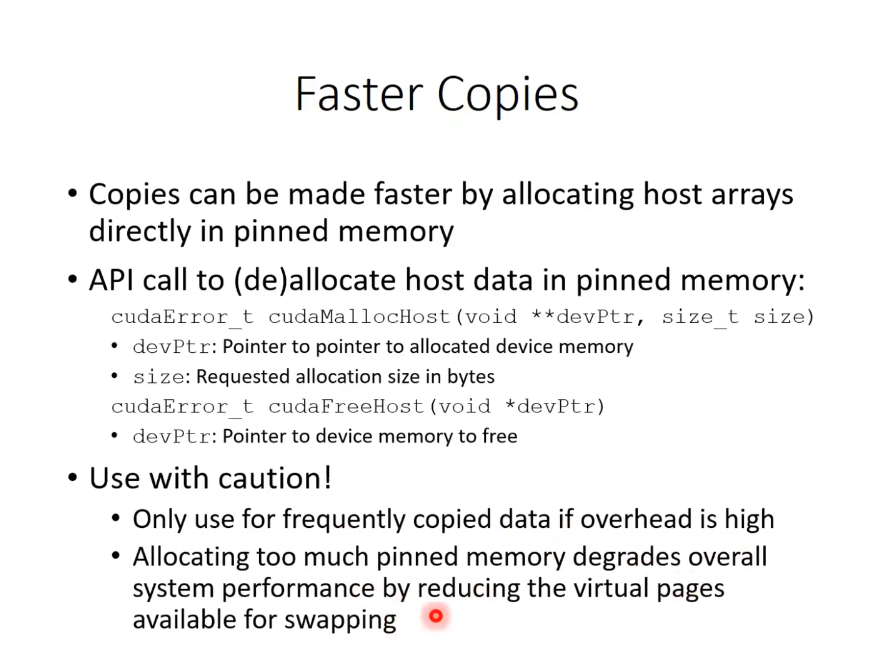 Faster Copies
• Copies can be made faster by allocating host arrays
directly in pinned memory
• API call to (de)allocate host data in pinned memory:
cudaError_t cudaMallocHost(void **devPtr, size_t size)
• devPtr: Pointer to pointer to allocated device memory
• size: Requested allocation size in bytes
cudaError_t cudaFreeHost(void *devPtr)
• devPtr: Pointer to device memory to free
• Use with caution!
• Only use for frequently copied data if overhead is high
• Allocating too much pinned memory degrades overall
system performance by reducing the virtual pages
available for swapping